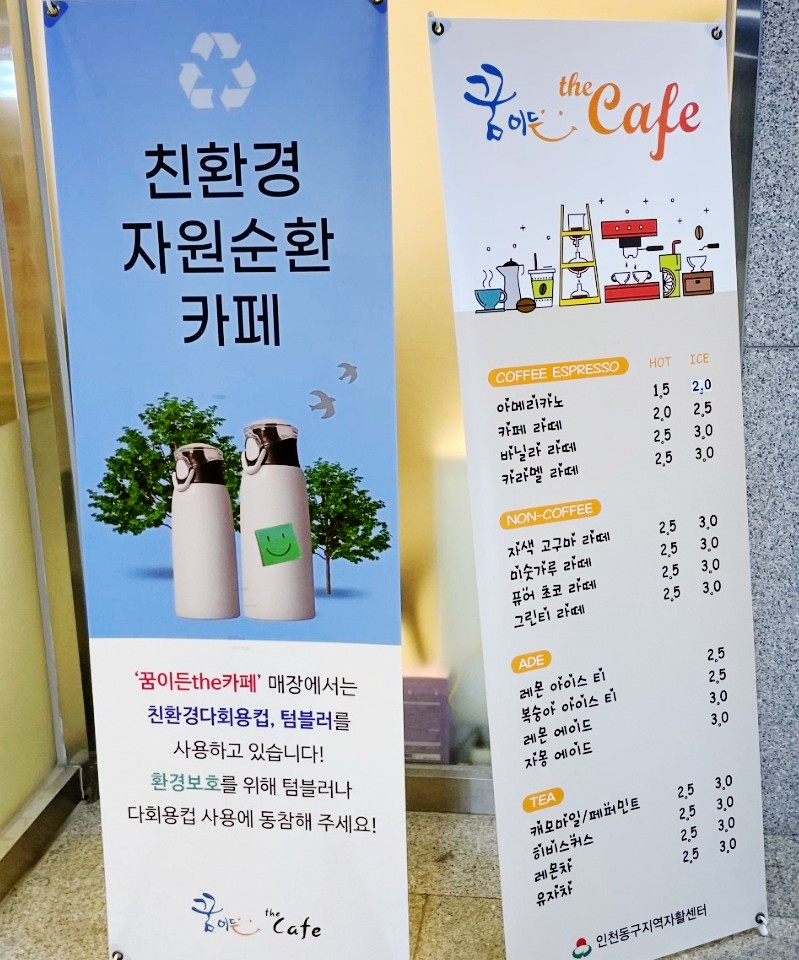 친환경
자원순환
카페
'꿈이든the카페' 매장에서는
친환경다회용컵, 텀블러를
사용하고 있습니다!
환경보호를 위해 텀블러나
다회용컵 사용에 동참해 주세요!
꿈이든 the Cafe
꿈이든 the Cafe
COFFEE ESPRESSO HOT ICE
아메리카노 1.5 2.0
카페 라떼 2.0 2.5
바닐라 라떼 2.5 3.0
카라멜 라떼 2.5 3.0
NON-COFFEE
자색 고구마 라떼 2.5 3.0
미숫가루 라떼 2.5 3.0
퓨어 초코 라떼 2.5 3.0
그린티 라떼 2.5 3.0
ADE
레몬 아이스 티 2.5
복숭아 아이스 티 2.5
레몬 에이드 3.0
자몽 에이드 3.0
TEA
캐모마일/페퍼민트 2.5 3.0
히비스커스 2.5 3.0
레몬차 2.5 3.0
유자차 2.5 3.0
인천동구지역자활센터